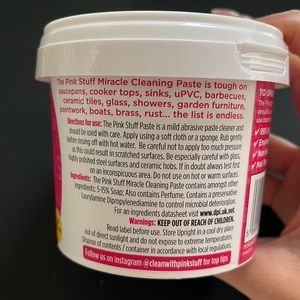 The Pink Stuff Miracle Cleaning Paste is tough on
saucepans, cooker tops, sinks, uPVC, barbecues,
ceramic tiles, glass, showers, garden furniture,
paintwork, boats, brass, rust... the list is endless.
Directions for use: The Pink Stuff Paste is a mild abrasive paste cleaner and
should be used with care. Apply using a soft cloth or a sponge. Rub gently
before rinsing off with hot water. Be careful not to apply too much pressure
as this could result in scratched surfaces. Be especially careful with glass,
highly polished steel surfaces and ceramic hobs. If in doubt always test first
on an inconspicuous area. Do not use on hot or warm surfaces.
Ingredients: The Pink Stuff Miracle Cleaning Paste contains amongst other
ingredients: 5-15% Soap; Also contains Perfume. Contains a preservative
Laurylamine Dipropylenediamine to control microbial deterioration.
For an ingredients datasheet visit www.dpi.uk.net.
Warnings: KEEP OUT OF REACH OF CHILDREN.
Read label before use. Store Upright in a cool dry place
out of direct sunlight and do not expose to extreme temperature.
Dispose of contents / container in accordance with local regulations.
Follow us on instagram @cleanwithpinkstuff for top tips
TO OPE